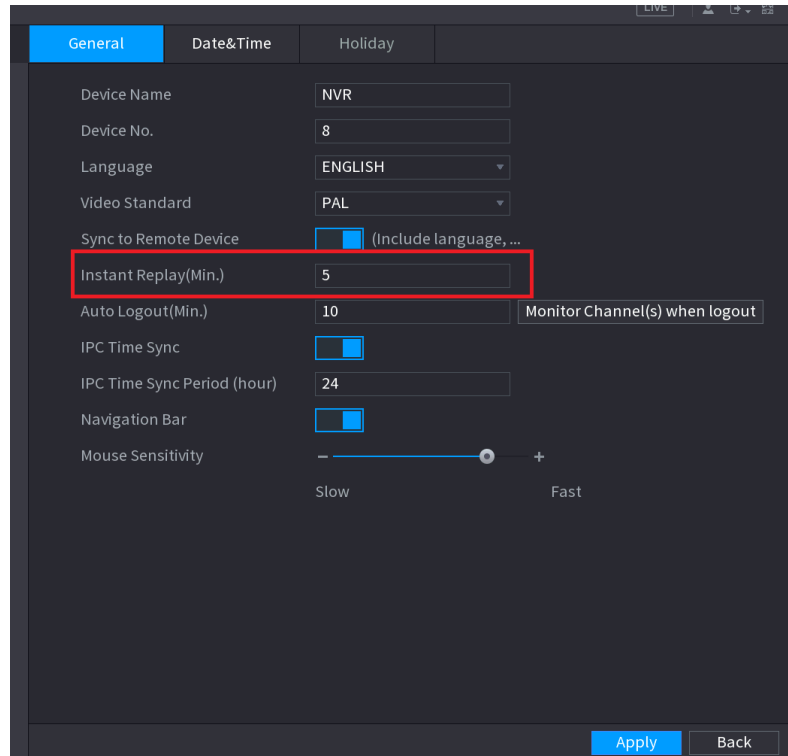 LIVE
General Date&Time Holiday
Device Name NVR
Device No. 8
Language ENGLISH
Video Standard PAL
Sync to Remote Device (Include language, ...
Instant Replay(Min.) 5
Auto Logout(Min.) 10 Monitor Channel(s) when logout
IPC Time Sync
IPC Time Sync Period (hour) 24
Navigation Bar
Mouse Sensitivity − +
Slow Fast
Apply Back